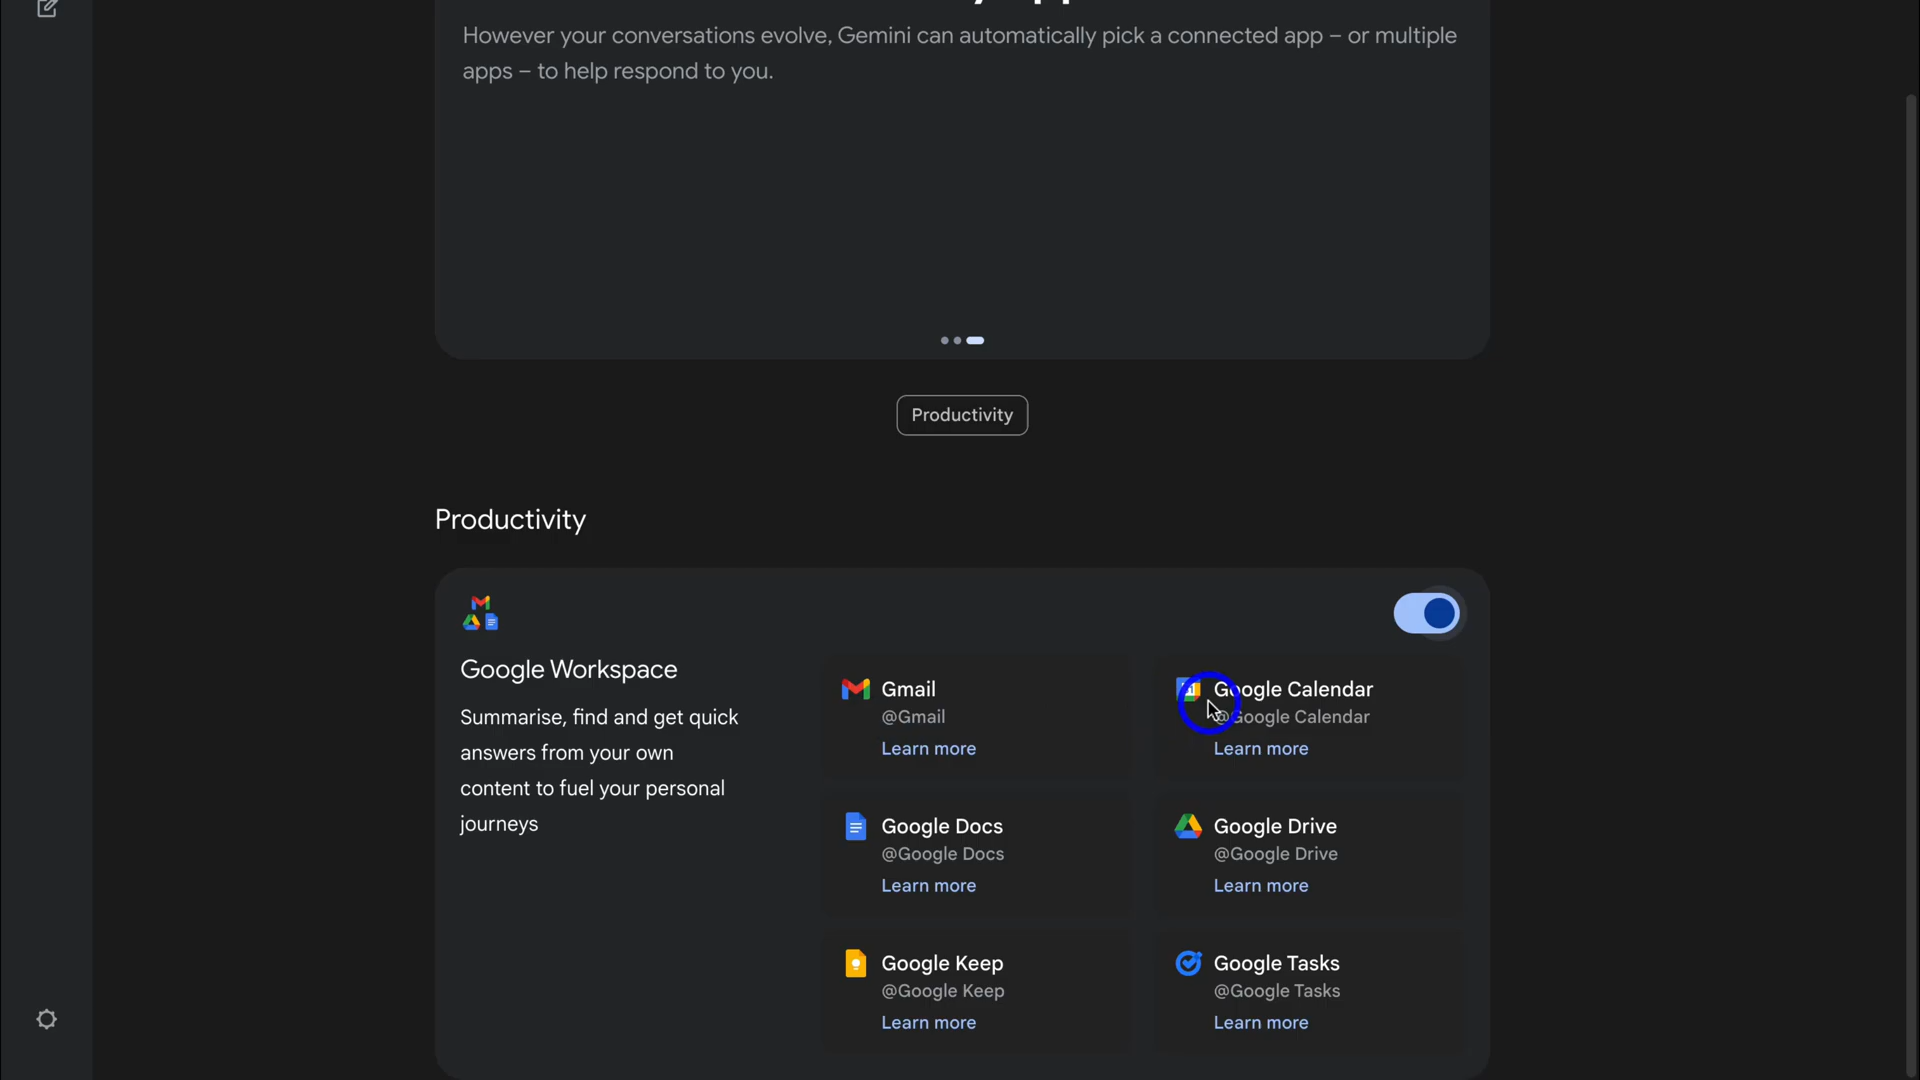 However your conversations evolve, Gemini can automatically pick a connected app – or multiple
apps – to help respond to you.
Productivity
Productivity
Google Workspace
Summarise, find and get quick
answers from your own
content to fuel your personal
journeys
Gmail
@Gmail
Learn more
Google Calendar
@Google Calendar
Learn more
Google Docs
@Google Docs
Learn more
Google Drive
@Google Drive
Learn more
Google Keep
@Google Keep
Learn more
Google Tasks
@Google Tasks
Learn more